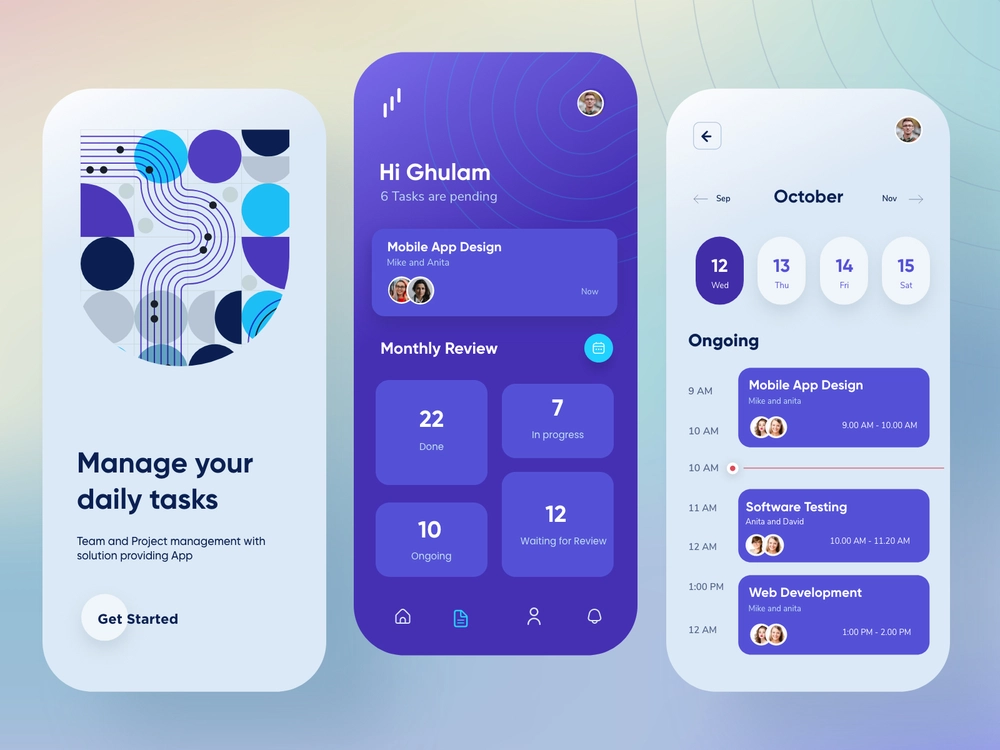 Manage your
daily tasks
Team and Project management with
solution providing App
Get Started
Hi Ghulam
6 Tasks are pending
Mobile App Design
Mike and Anita
Now
Monthly Review
22
Done
7
In progress
10
Ongoing
12
Waiting for Review
Sep
October
Nov
12
Wed
13
Thu
14
Fri
15
Sat
Ongoing
9 AM
Mobile App Design
Mike and anita
10 AM
9.00 AM - 10.00 AM
10 AM
11 AM
Software Testing
Anita and David
12 AM
10.00 AM - 11.20 AM
1:00 PM
Web Development
Mike and anita
12 AM
1:00 PM - 2.00 PM